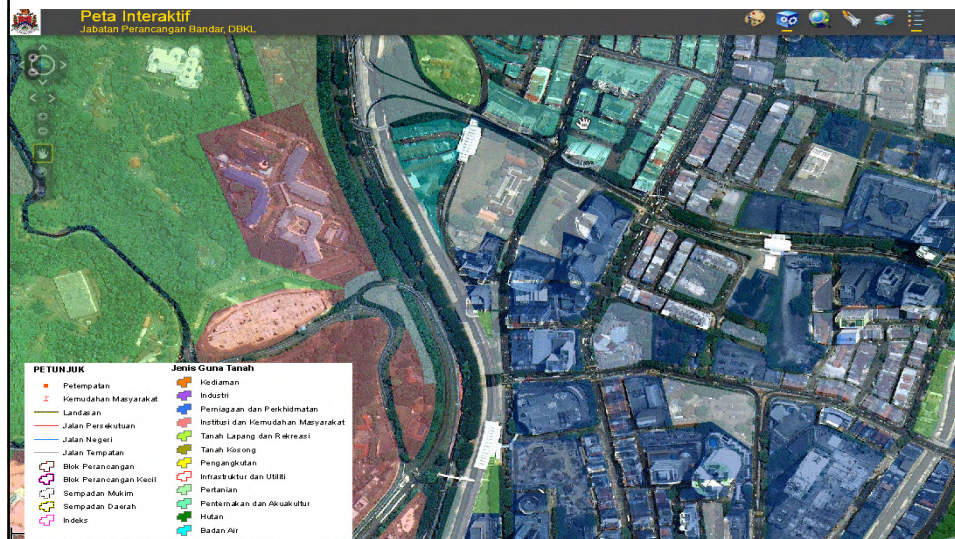 Peta Interaktif
Jabatan Perancangan Bandar, DBKL
PETUNJUK
Petempatan
Kemudahan Masyarakat
Landasan
Jalan Persekutuan
Jalan Negeri
Jalan Tempatan
Blok Perancangan
Blok Perancangan Kecil
Sempadan Mukim
Sempadan Daerah
Indeks
Jenis Guna Tanah
Kediaman
Industri
Perniagaan dan Perkhidmatan
Institusi dan Kemudahan Masyarakat
Tanah Lapang dan Rekreasi
Tanah Kosong
Pengangkutan
Infrastruktur dan Utiliti
Pertanian
Penternakan dan Akuakultur
Hutan
Badan Air